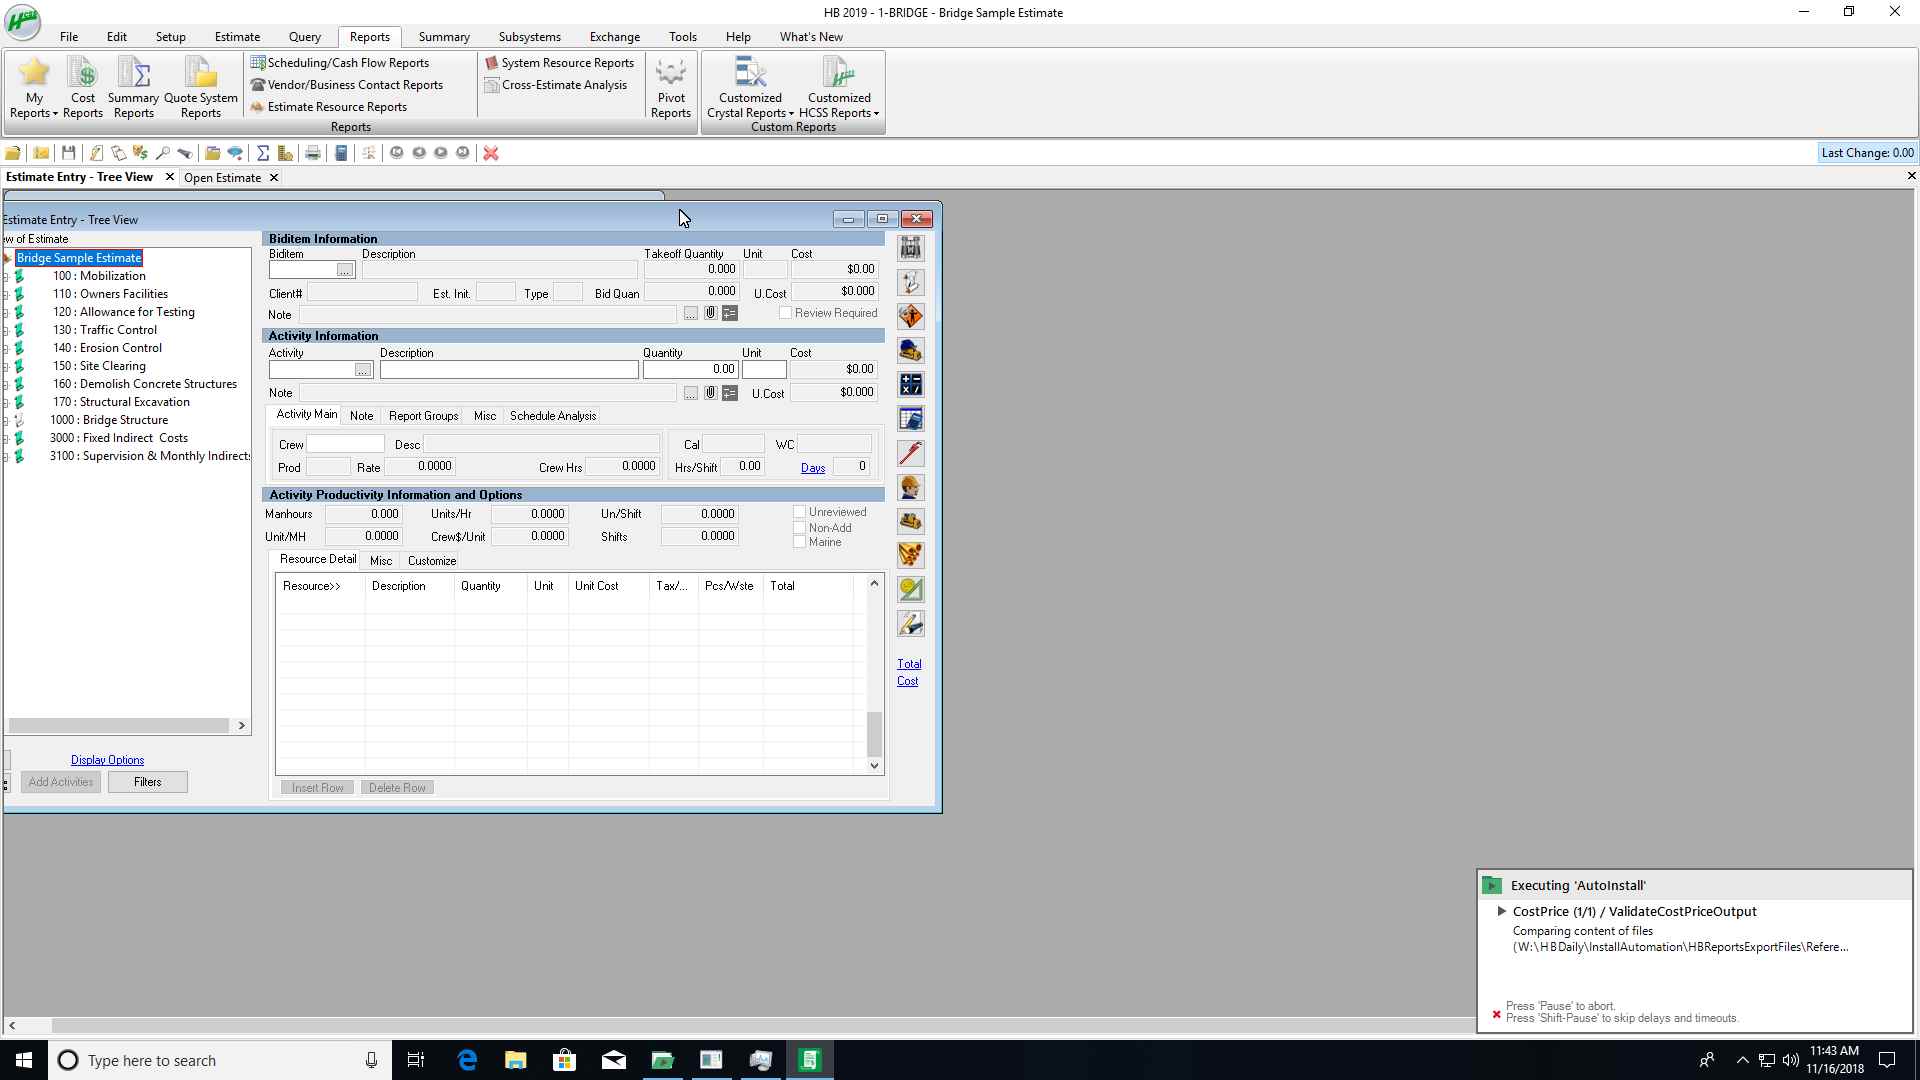 HCSS
HB 2019 - 1-BRIDGE - Bridge Sample Estimate
File Edit Setup Estimate Query Reports Summary Subsystems Exchange Tools Help What's New
My Reports
Cost Reports
Summary Reports
Quote System Reports
Scheduling/Cash Flow Reports
Vendor/Business Contact Reports
Estimate Resource Reports
System Resource Reports
Cross-Estimate Analysis
Pivot Reports
Reports
Customized Crystal Reports
Customized HCSS Reports
Custom Reports
Last Change: 0.00
Estimate Entry - Tree View Open Estimate
Estimate Entry - Tree View
ew of Estimate
Bridge Sample Estimate
100 : Mobilization
110 : Owners Facilities
120 : Allowance for Testing
130 : Traffic Control
140 : Erosion Control
150 : Site Clearing
160 : Demolish Concrete Structures
170 : Structural Excavation
1000 : Bridge Structure
3000 : Fixed Indirect Costs
3100 : Supervision & Monthly Indirects
Display Options
Add Activities Filters
Biditem Information
Biditem Description Takeoff Quantity Unit Cost
... 0.000 $0.00
Client# Est. Init. Type Bid Quan 0.000 U.Cost $0.000
Note ... Review Required
Activity Information
Activity Description Quantity Unit Cost
... 0.00 $0.00
Note ... U.Cost $0.000
Activity Main Note Report Groups Misc Schedule Analysis
Crew Desc Cal WC
Prod Rate 0.0000 Crew Hrs 0.0000 Hrs/Shift 0.00 Days 0
Activity Productivity Information and Options
Manhours 0.000 Units/Hr 0.0000 Un/Shift 0.0000 Unreviewed
Non-Add
Unit/MH 0.0000 Crew$/Unit 0.0000 Shifts 0.0000 Marine
Resource Detail Misc Customize
Resource>> Description Quantity Unit Unit Cost Tax/... Pcs/Wste Total
Insert Row Delete Row
Total
Cost
Executing 'AutoInstall'
CostPrice (1/1) / ValidateCostPriceOutput
Comparing content of files
(W:\HBDaily\InstallAutomation\HBReportsExportFiles\Refere...
Press 'Pause' to abort.
Press 'Shift-Pause' to skip delays and timeouts.
Type here to search
11:43 AM
11/16/2018